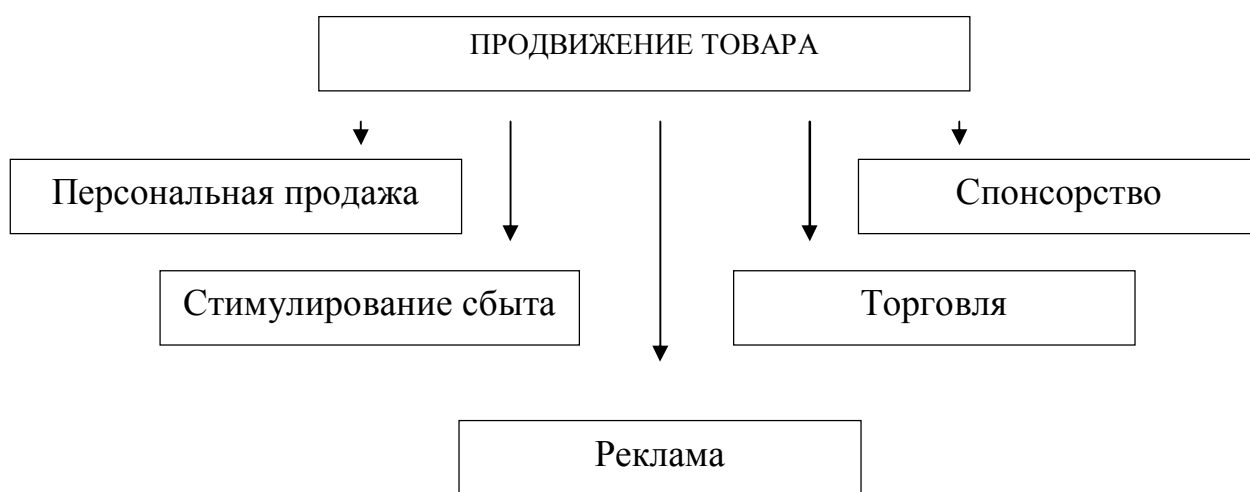 ПРОДВИЖЕНИЕ ТОВАРА
Персональная продажа
Спонсорство
Стимулирование сбыта
Торговля
Реклама